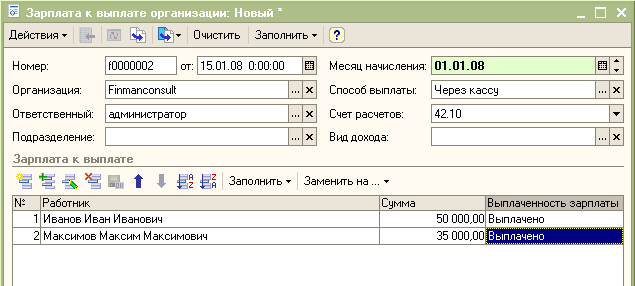 Зарплата к выплате организации: Новый *
Действия Очистить Заполнить ?
Номер: f0000002 от: 15.01.08 0:00:00 Месяц начисления: 01.01.08
Организация: Finmanconsult ... × Способ выплаты: Через кассу ... ×
Ответственный: администратор ... × Счет расчетов: 42.10
Подразделение: ... × Вид дохода: ... ×
Зарплата к выплате
Заполнить Заменить на ...
№ Работник Сумма Выплаченность зарплаты
1 Иванов Иван Иванович 50 000,00 Выплачено
2 Максимов Максим Максимович 35 000,00 Выплачено